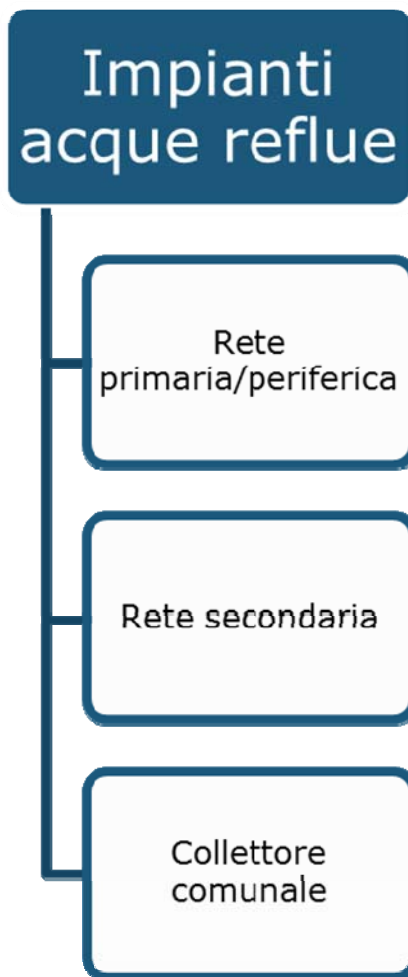 Impianti
acque reflue
Rete
primaria/periferica
Rete secondaria
Collettore
comunale